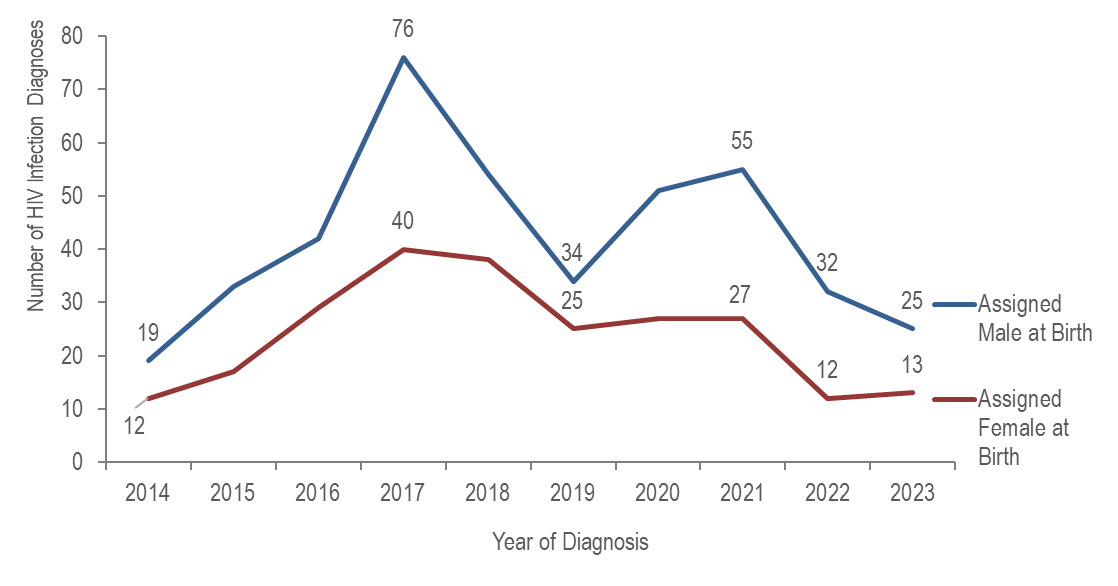 Number of HIV Infection Diagnoses
80
70
60
50
40
30
20
10
0
76
55
40
34
32
19
25
27
25
12
13
12
Assigned
Male at Birth
Assigned
Female at
Birth
2014 2015 2016 2017 2018 2019 2020 2021 2022 2023
Year of Diagnosis